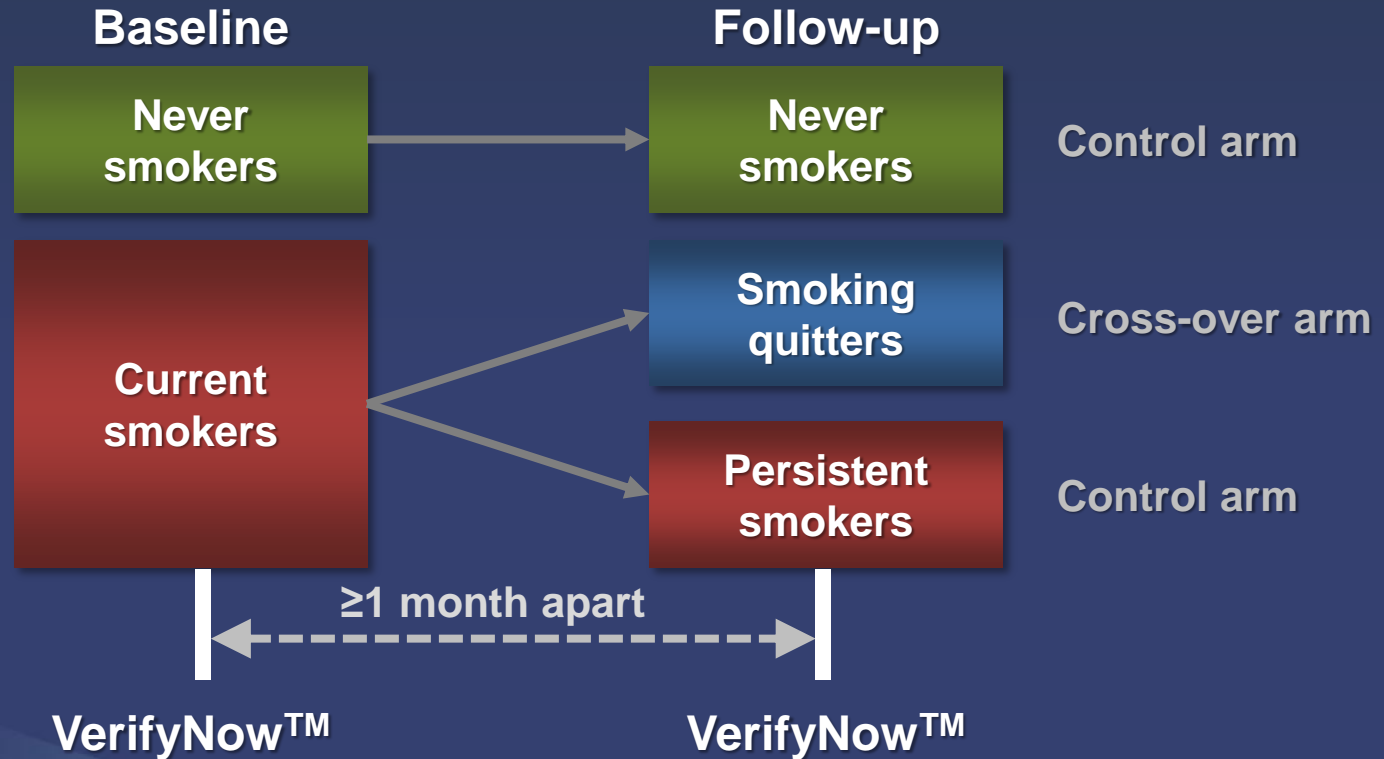 Baseline
Follow-up
Never
smokers
Never
smokers
Control arm
Current
smokers
Smoking
quitters
Cross-over arm
Persistent
smokers
Control arm
≥1 month apart
VerifyNow™
VerifyNow™